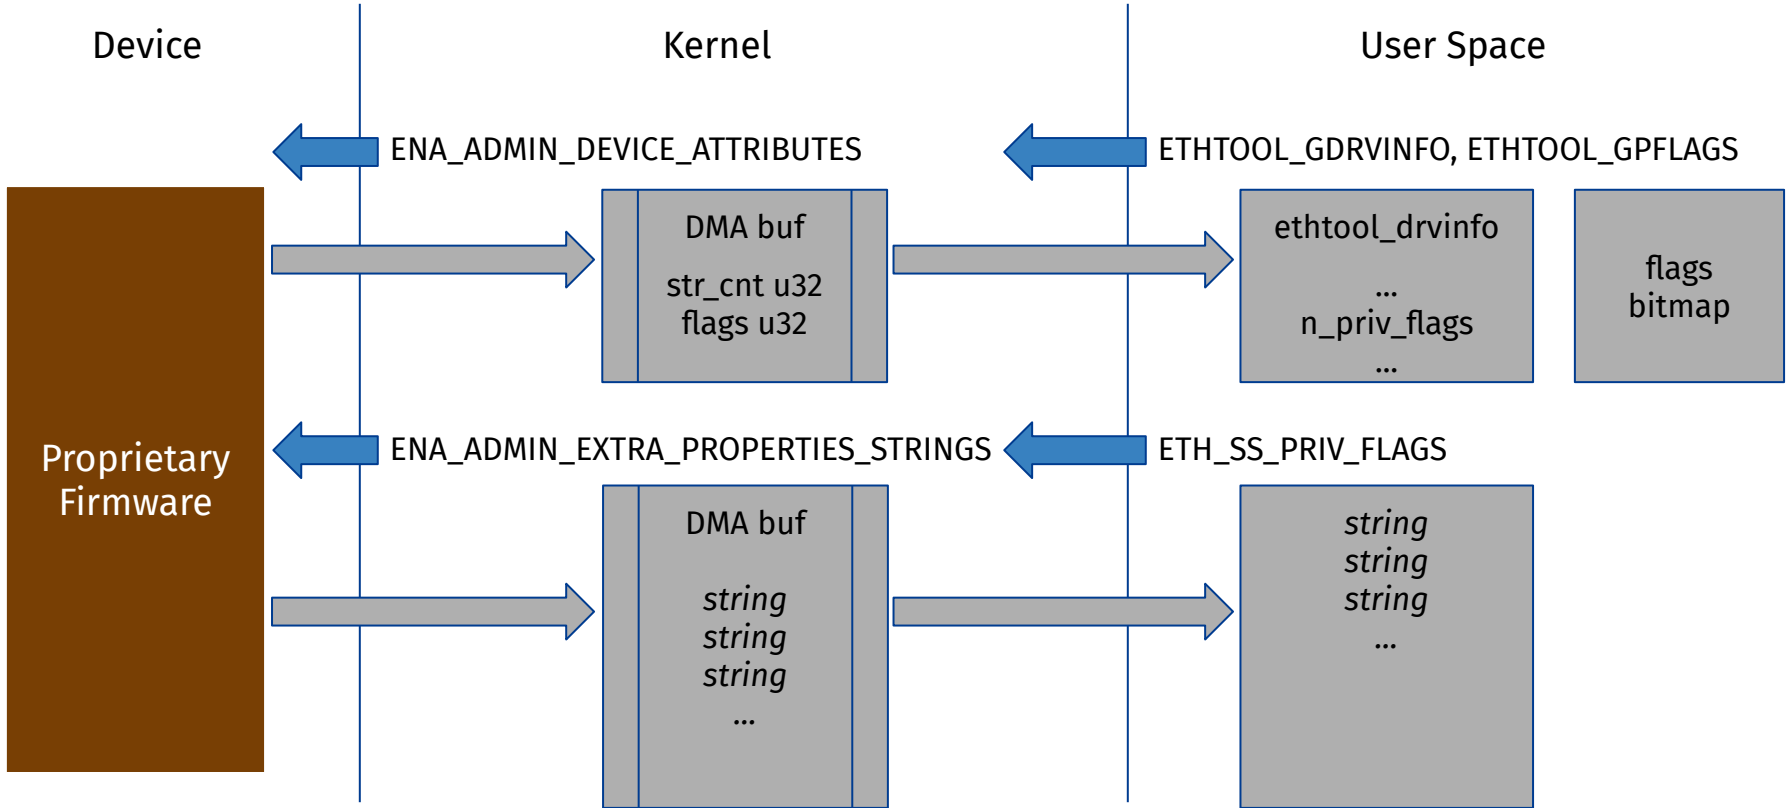 Device
Kernel
User Space
ENA_ADMIN_DEVICE_ATTRIBUTES
ETHTOOL_GDRVINFO, ETHTOOL_GPFLAGS
DMA buf
str_cnt u32
flags u32
ethtool_drvinfo
...
n_priv_flags
...
flags
bitmap
Proprietary
Firmware
ENA_ADMIN_EXTRA_PROPERTIES_STRINGS
ETH_SS_PRIV_FLAGS
DMA buf
string
string
string
...
string
string
string
...